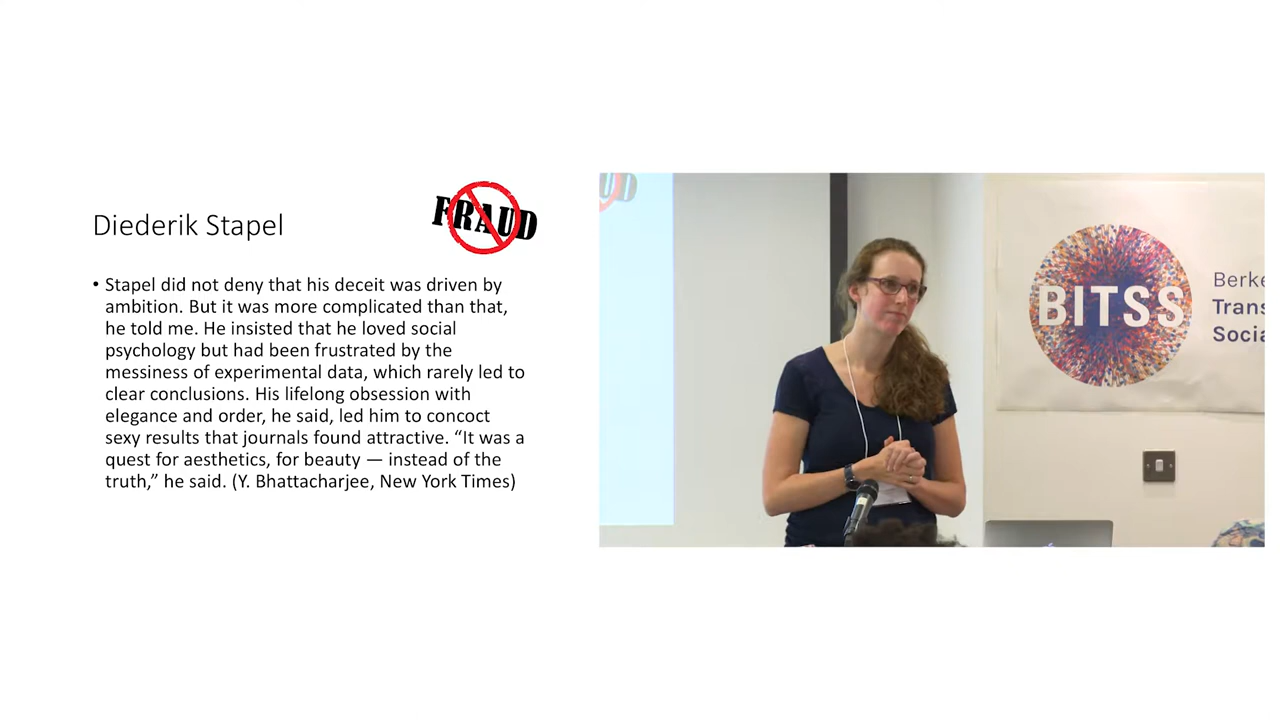 Diederik Stapel
FRAUD
• Stapel did not deny that his deceit was driven by
ambition. But it was more complicated than that,
he told me. He insisted that he loved social
psychology but had been frustrated by the
messiness of experimental data, which rarely led to
clear conclusions. His lifelong obsession with
elegance and order, he said, led him to concoct
sexy results that journals found attractive. “It was a
quest for aesthetics, for beauty — instead of the
truth,” he said. (Y. Bhattacharjee, New York Times)
UD
BITSS
Berke
Trans
Socia